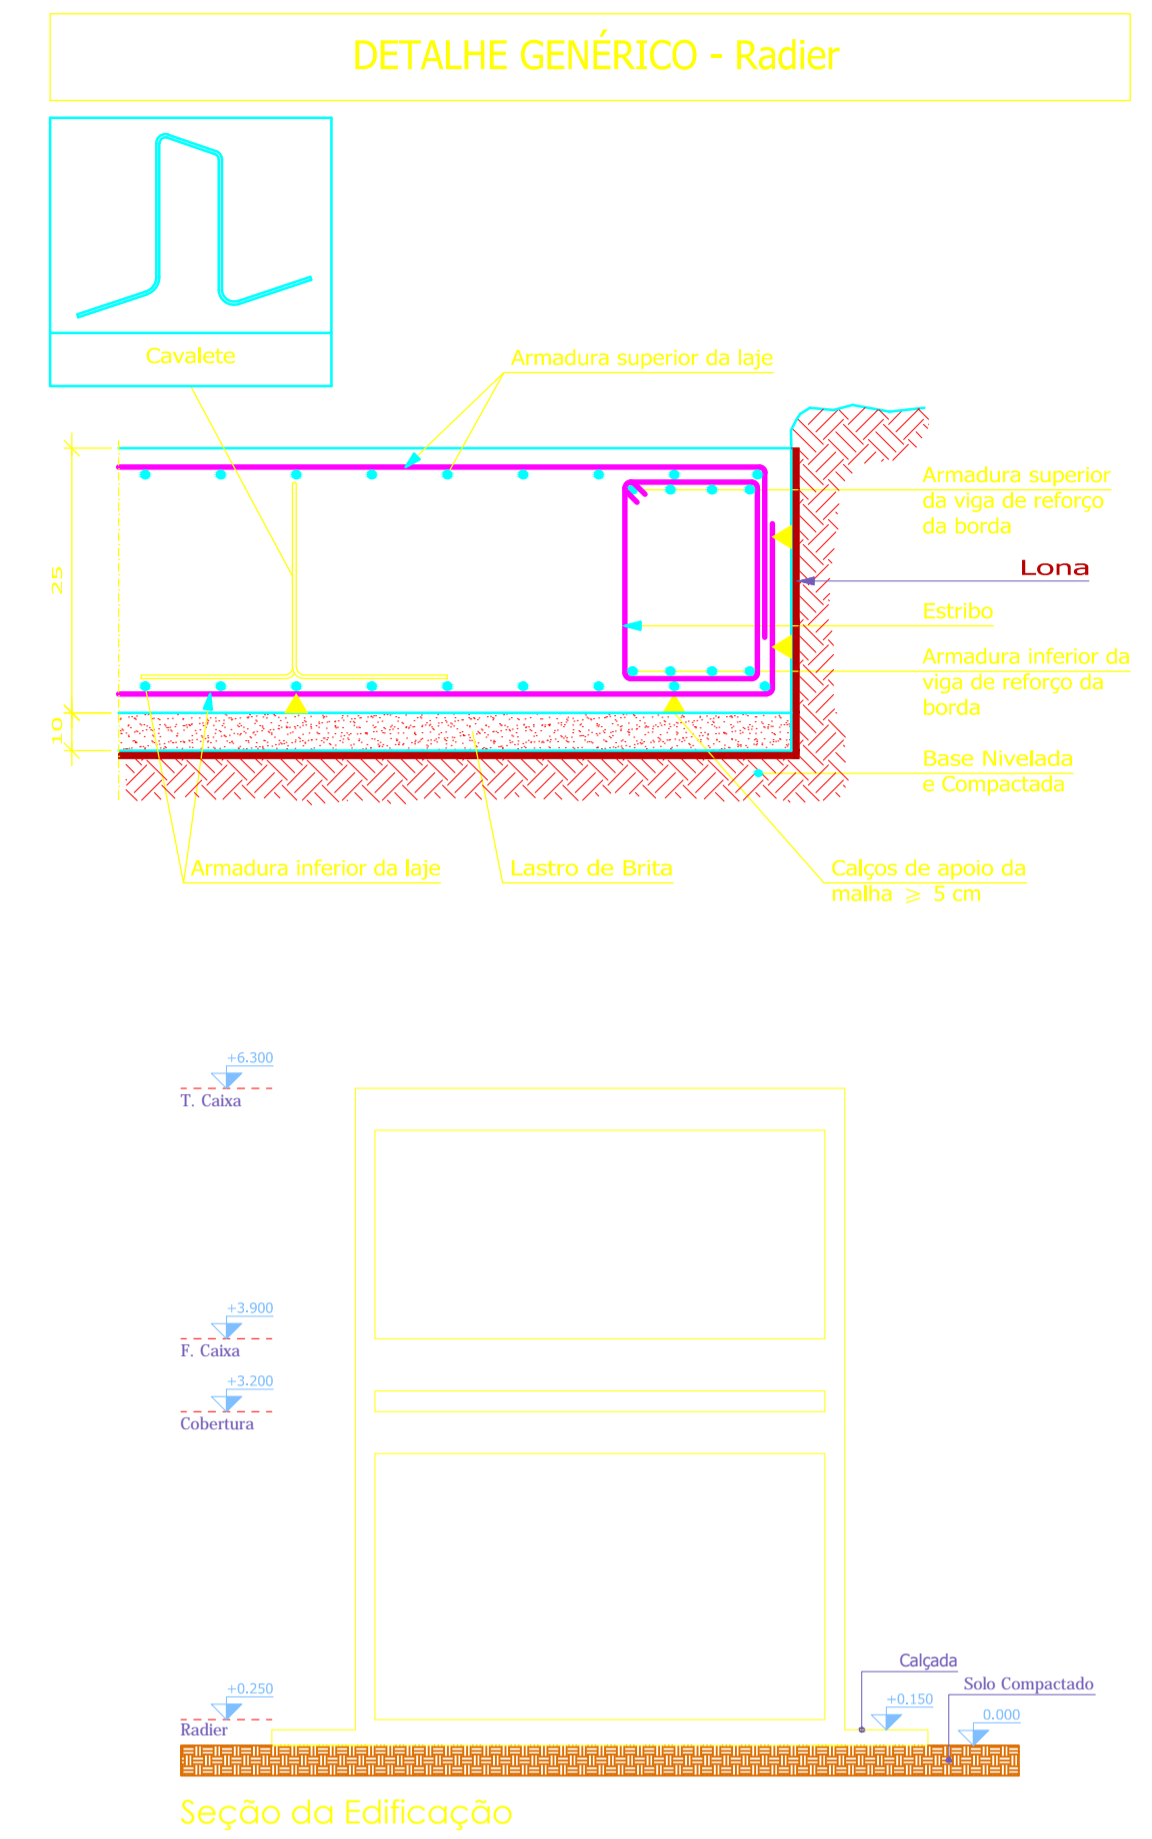 DETALHE GENÉRICO - Radier
Cavalete
Armadura superior da laje
Armadura superior
da viga de reforço
da borda
Lona
25
Estribo
Armadura inferior da
viga de reforço da
borda
10
Base Nivelada
e Compactada
Armadura inferior da laje
Lastro de Brita
Calços de apoio da
malha ⩾ 5 cm
+6.300
T. Caixa
+3.900
F. Caixa
+3.200
Cobertura
Calçada
Solo Compactado
+0.250
Radier
+0.150
0.000
Seção da Edificação